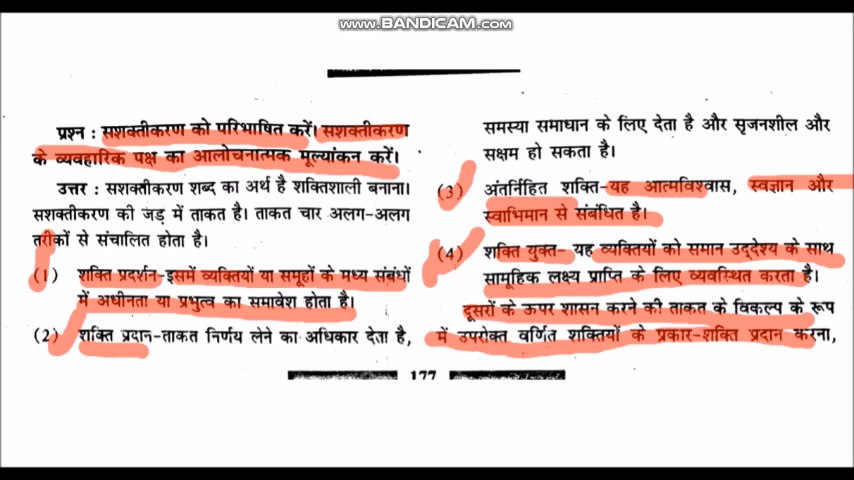 www.BANDICAM.com
प्रश्न : सशक्तीकरण को परिभाषित करें। सशक्तीकरण
के व्यवहारिक पक्ष का आलोचनात्मक मूल्यांकन करें।
उत्तर : सशक्तीकरण शब्द का अर्थ है शक्तिशाली बनाना।
सशक्तीकरण की जड़ में ताकत है। ताकत चार अलग-अलग
तरीकों से संचालित होता है।
(1) शक्ति प्रदर्शन-इसमें व्यक्तियों या समूहों के मध्य संबंधों
में अधीनता या प्रभुत्व का समावेश होता है।
(2) शक्ति प्रदान-ताकत निर्णय लेने का अधिकार देता है,
समस्या समाधान के लिए देता है और सृजनशील और
सक्षम हो सकता है।
(3) अंतर्निहित शक्ति-यह आत्मविश्वास, स्वज्ञान और
स्वाभिमान से संबंधित है।
(4) शक्ति युक्त- यह व्यक्तियों को समान उद्देश्य के साथ
सामूहिक लक्ष्य प्राप्ति के लिए व्यवस्थित करता है।
दूसरों के ऊपर शासन करने की ताकत के विकल्प के रूप
में उपरोक्त वर्णित शक्तियों के प्रकार-शक्ति प्रदान करना,
177